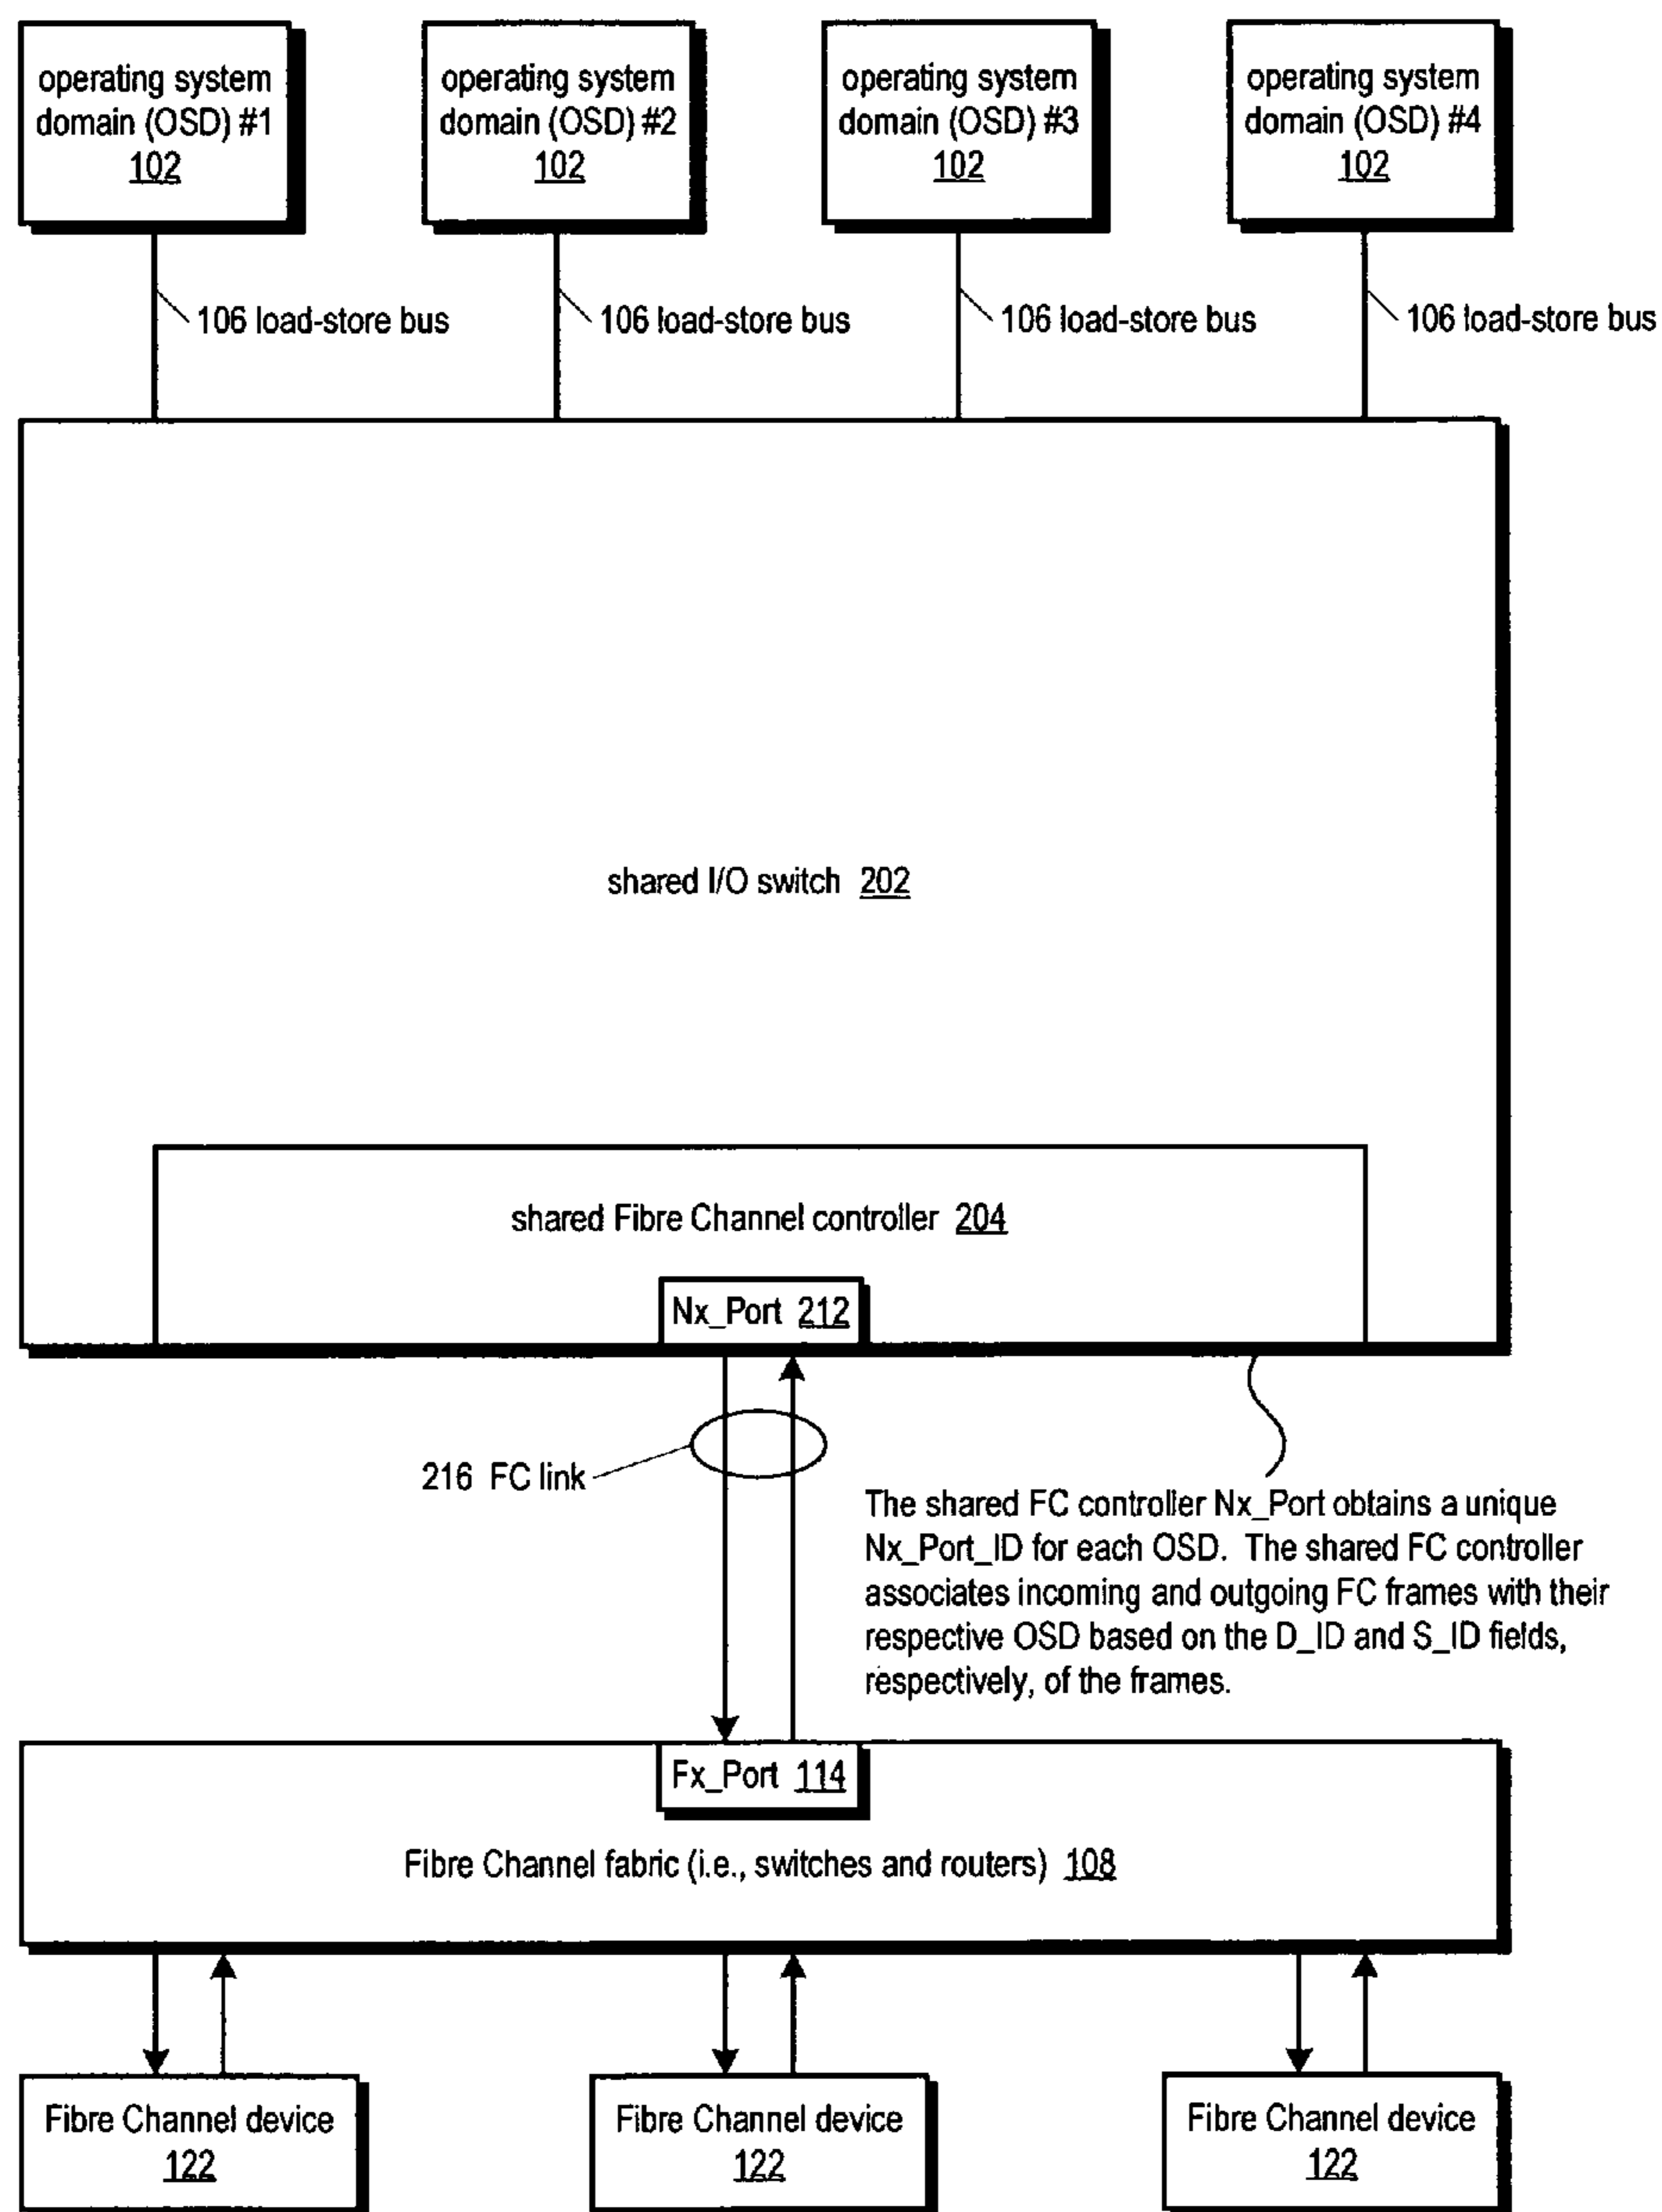 operating system
domain (OSD) #1
102
operating system
domain (OSD) #2
102
operating system
domain (OSD) #3
102
operating system
domain (OSD) #4
102
106 load-store bus
106 load-store bus
106 load-store bus
106 load-store bus
shared I/O switch 202
shared Fibre Channel controller 204
Nx_Port 212
216 FC link
The shared FC controller Nx_Port obtains a unique
Nx_Port_ID for each OSD. The shared FC controller
associates incoming and outgoing FC frames with their
respective OSD based on the D_ID and S_ID fields,
respectively, of the frames.
Fx_Port 114
Fibre Channel fabric (i.e., switches and routers) 108
Fibre Channel device
122
Fibre Channel device
122
Fibre Channel device
122